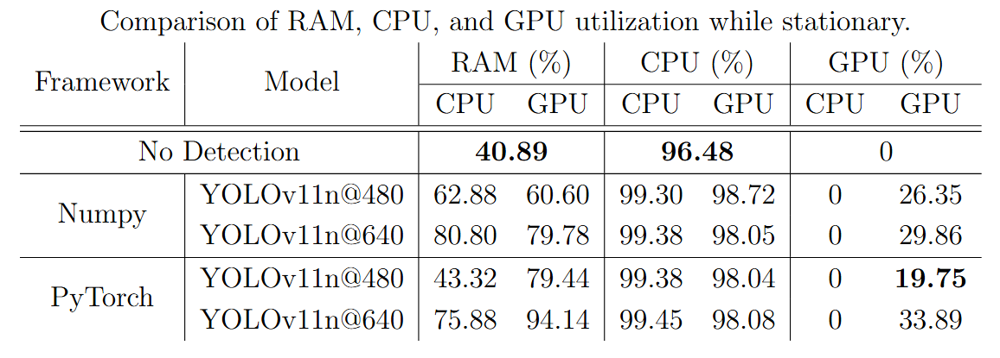 Comparison of RAM, CPU, and GPU utilization while stationary.
Framework Model RAM (%) CPU (%) GPU (%)
CPU GPU CPU GPU CPU GPU
No Detection 40.89 96.48 0
Numpy YOLOv11n@480 62.88 60.60 99.30 98.72 0 26.35
YOLOv11n@640 80.80 79.78 99.38 98.05 0 29.86
PyTorch YOLOv11n@480 43.32 79.44 99.38 98.04 0 19.75
YOLOv11n@640 75.88 94.14 99.45 98.08 0 33.89